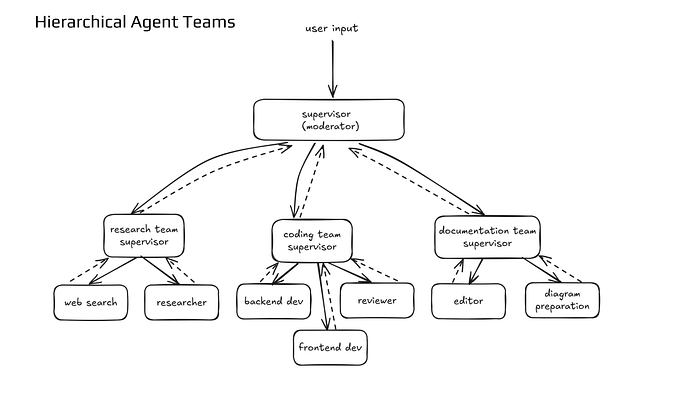 Hierarchical Agent Teams
user input
supervisor
(moderator)
research team
supervisor
coding team
supervisor
documentation team
supervisor
web search
researcher
backend dev
reviewer
editor
diagram
preparation
frontend dev